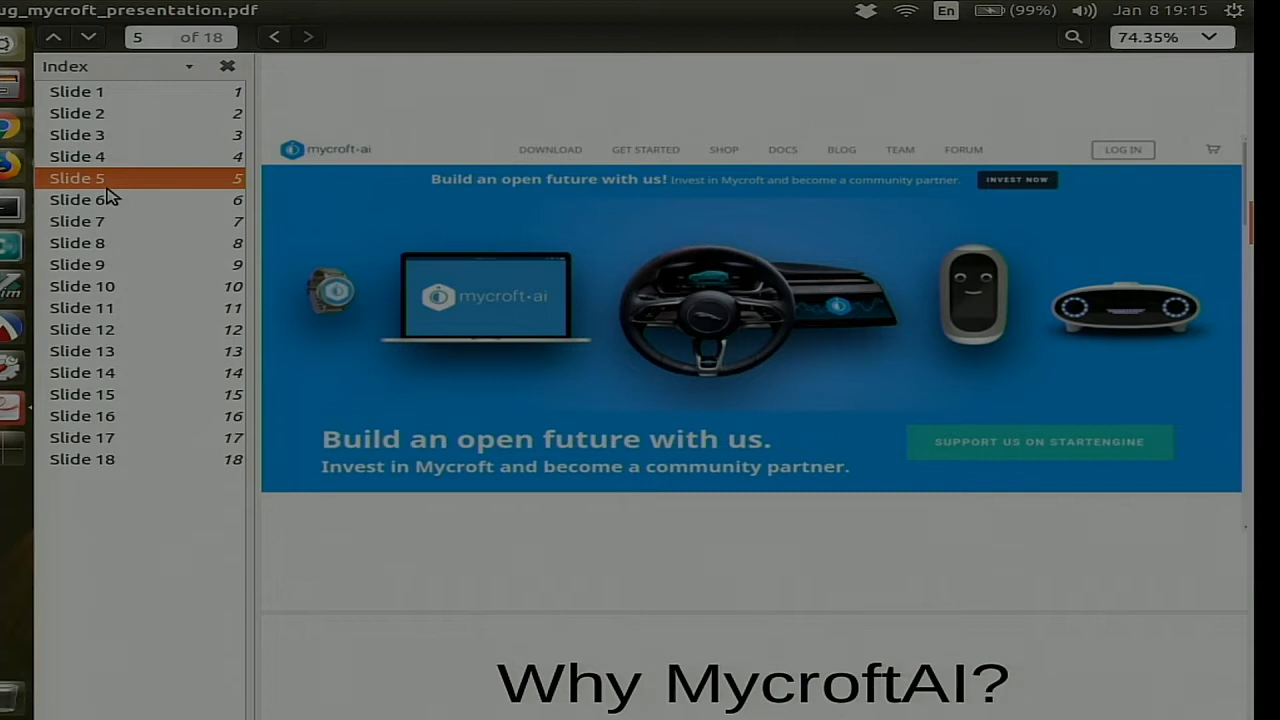 ug_mycroft_presentation.pdf
En
(99%)
Jan 8 19:15
5 of 18
74.35%
Index
Slide 1 1
Slide 2 2
Slide 3 3
Slide 4 4
Slide 5 5
Slide 6 6
Slide 7 7
Slide 8 8
Slide 9 9
Slide 10 10
Slide 11 11
Slide 12 12
Slide 13 13
Slide 14 14
Slide 15 15
Slide 16 16
Slide 17 17
Slide 18 18
mycroft·ai
DOWNLOAD GET STARTED SHOP DOCS BLOG TEAM FORUM
LOG IN
Build an open future with us! Invest in Mycroft and become a community partner.
INVEST NOW
mycroft·ai
Build an open future with us.
Invest in Mycroft and become a community partner.
SUPPORT US ON STARTENGINE
Why MycroftAI?